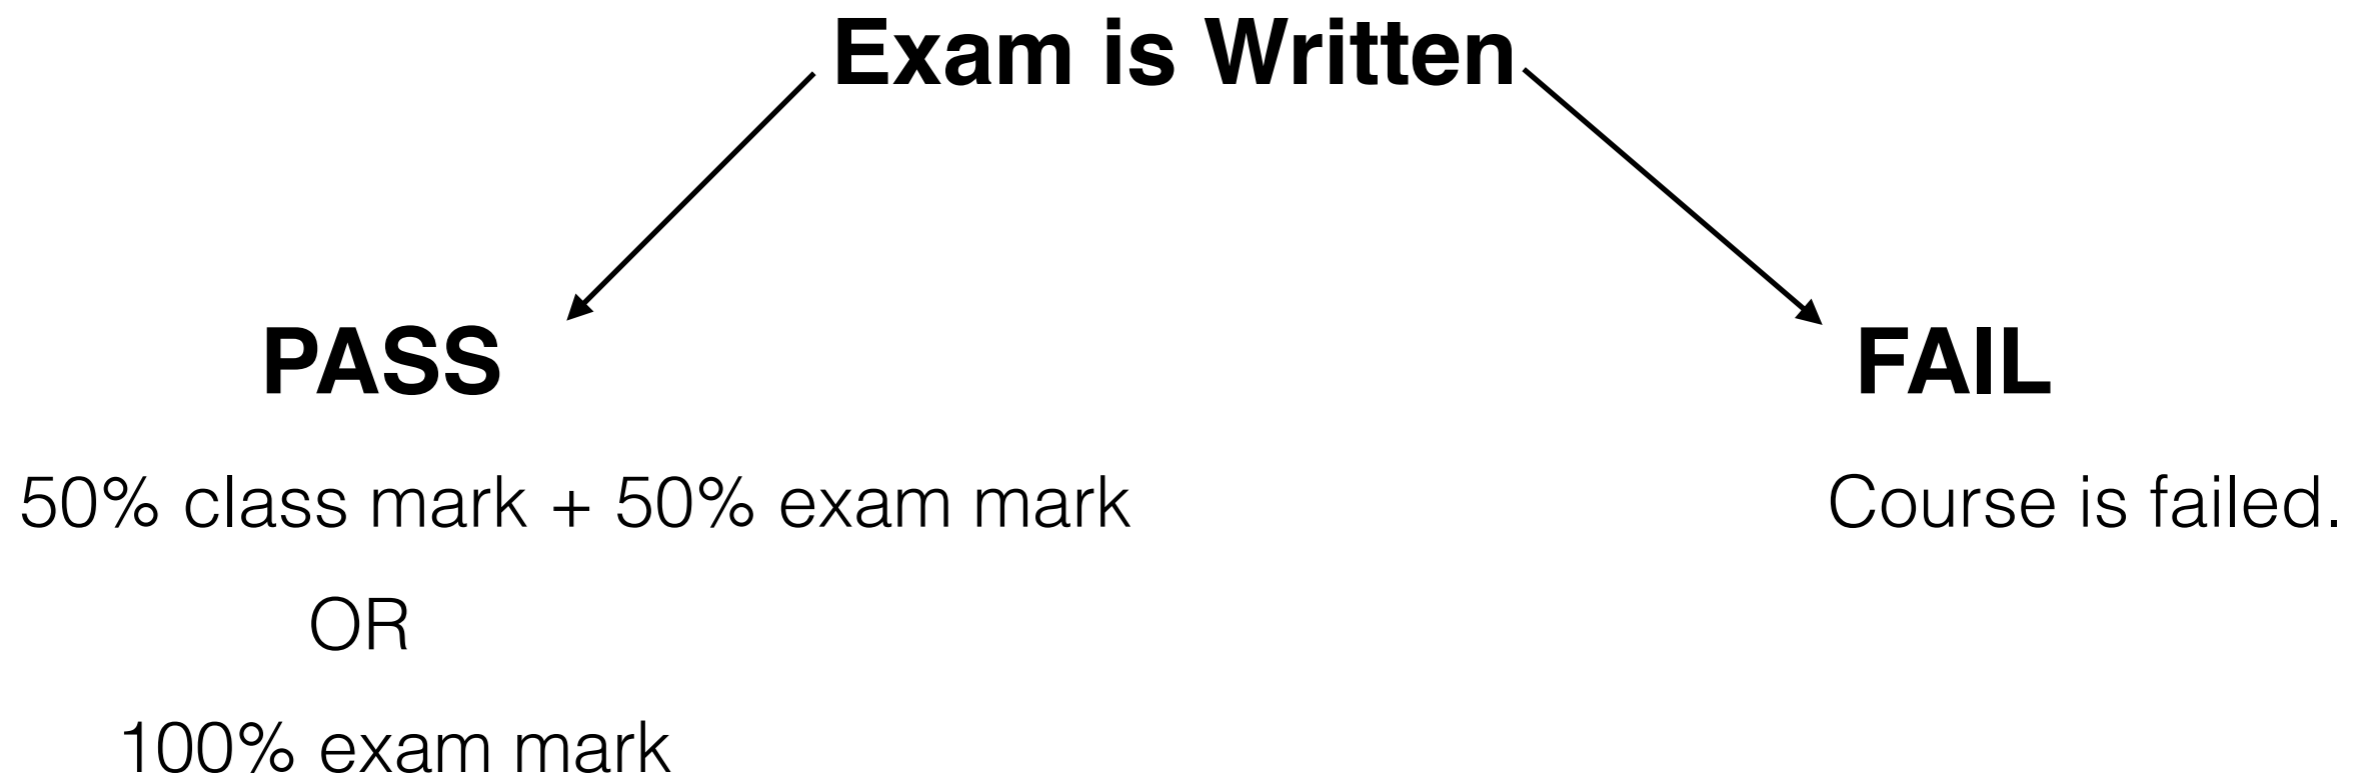 Exam is Written
PASS
FAIL
50% class mark + 50% exam mark
Course is failed.
OR
100% exam mark